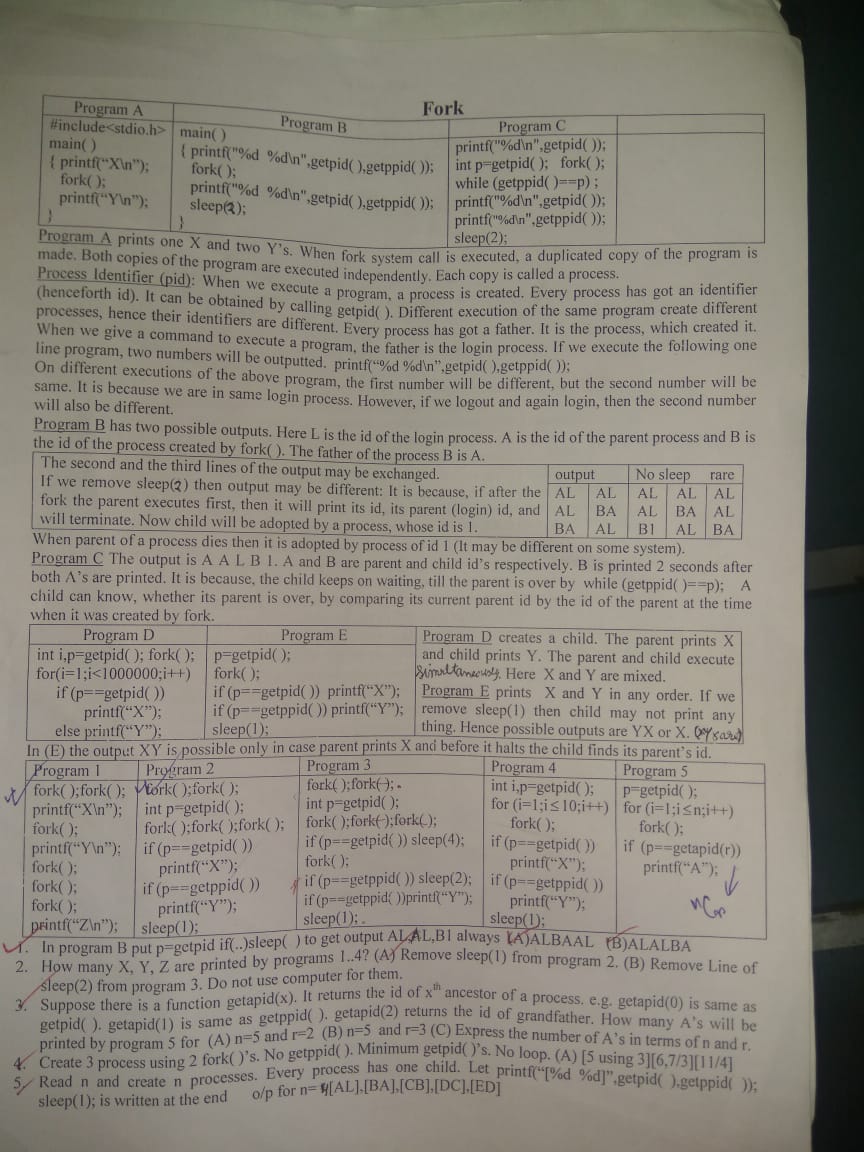 Fork
Program A
#include<stdio.h>
main( )
{ printf("X\n");
fork( );
printf("Y\n");
}
Program B
main( )
{ printf("%d %d\n",getpid( ),getppid( ));
fork( );
printf("%d %d\n",getpid( ),getppid( ));
sleep(2);
}
Program C
printf("%d\n",getpid( ));
int p=getpid( ); fork( );
while (getppid( )==p) ;
printf("%d\n",getpid( ));
printf("%d\n",getppid( ));
sleep(2);
Program A prints one X and two Y's. When fork system call is executed, a duplicated copy of the program is
made. Both copies of the program are executed independently. Each copy is called a process.
Process Identifier (pid): When we execute a program, a process is created. Every process has got an identifier
(henceforth id). It can be obtained by calling getpid( ). Different execution of the same program create different
processes, hence their identifiers are different. Every process has got a father. It is the process, which created it.
When we give a command to execute a program, the father is the login process. If we execute the following one
line program, two numbers will be outputted. printf("%d %d\n",getpid( ),getppid( ));
On different executions of the above program, the first number will be different, but the second number will be
same. It is because we are in same login process. However, if we logout and again login, then the second number
will also be different.
Program B has two possible outputs. Here L is the id of the login process. A is the id of the parent process and B is
the id of the process created by fork( ). The father of the process B is A.
The second and the third lines of the output may be exchanged.
If we remove sleep(2) then output may be different: It is because, if after the
fork the parent executes first, then it will print its id, its parent (login) id, and
will terminate. Now child will be adopted by a process, whose id is 1.
output No sleep rare
AL AL AL AL AL
AL BA AL BA AL
BA AL B1 AL BA
When parent of a process dies then it is adopted by process of id 1 (It may be different on some system).
Program C The output is A A L B 1. A and B are parent and child id's respectively. B is printed 2 seconds after
both A's are printed. It is because, the child keeps on waiting, till the parent is over by while (getppid( )==p); A
child can know, whether its parent is over, by comparing its current parent id by the id of the parent at the time
when it was created by fork.
Program D
int i,p=getpid( ); fork( );
for(i=1;i<1000000;i++)
if (p==getpid( ))
printf("X");
else printf("Y");
Program E
p=getpid( );
fork( );
if (p==getpid( )) printf("X");
if (p==getppid( )) printf("Y");
sleep(1);
Program D creates a child. The parent prints X
and child prints Y. The parent and child execute
Simultaneously. Here X and Y are mixed.
Program E prints X and Y in any order. If we
remove sleep(1) then child may not print any
thing. Hence possible outputs are YX or X. (XY rare)
In (E) the output XY is possible only in case parent prints X and before it halts the child finds its parent's id.
Program 1
fork( );fork( );
printf("X\n");
fork( );
printf("Y\n");
fork( );
fork( );
fork( );
printf("Z\n");
Program 2
fork( );fork( );
int p=getpid( );
fork( );fork( );fork( );
if (p==getpid( ))
printf("X");
if (p==getppid( ))
printf("Y");
sleep(1);
Program 3
fork( );fork( );
int p=getpid( );
fork( );fork( );fork( );
if (p==getpid( )) sleep(4);
fork( );
if (p==getppid( )) sleep(2);
if (p==getppid( ))printf("Y");
sleep(1);
Program 4
int i,p=getpid( );
for (i=1;i≤10;i++)
fork( );
if (p==getpid( ))
printf("X");
if (p==getppid( ))
printf("Y");
sleep(1);
Program 5
p=getpid( );
for (i=1;i≤n;i++)
fork( );
if (p==getapid(r))
printf("A");
nCr
1. In program B put p=getpid if(..)sleep( ) to get output AL,AL,B1 always (A)ALBAAL (B)ALALBA
2. How many X, Y, Z are printed by programs 1..4? (A) Remove sleep(1) from program 2. (B) Remove Line of
sleep(2) from program 3. Do not use computer for them.
3. Suppose there is a function getapid(x). It returns the id of xth ancestor of a process. e.g. getapid(0) is same as
getpid( ). getapid(1) is same as getppid( ). getapid(2) returns the id of grandfather. How many A's will be
printed by program 5 for (A) n=5 and r=2 (B) n=5 and r=3 (C) Express the number of A's in terms of n and r.
4. Create 3 process using 2 fork( )'s. No getppid( ). Minimum getpid( )'s. No loop. (A) [5 using 3][6,7/3][11/4]
5. Read n and create n processes. Every process has one child. Let printf("[%d %d]",getpid( ),getppid( ));
sleep(1); is written at the end o/p for n= 4[AL],[BA],[CB],[DC],[ED]